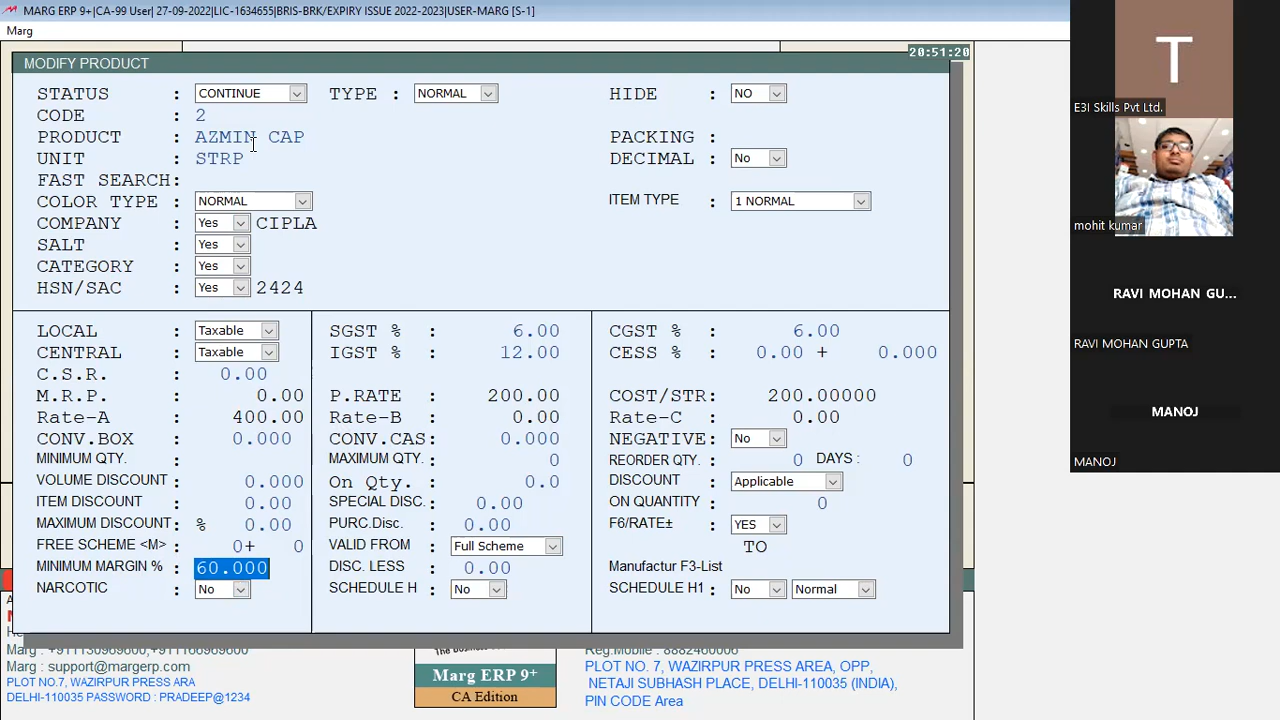 MARG ERP 9+|CA-99 User| 27-09-2022|LIC-1634655|BRIS-BRK/EXPIRY ISSUE 2022-2023|USER-MARG [S-1]
Marg
20:51:20
MODIFY PRODUCT
STATUS : CONTINUE TYPE : NORMAL HIDE : NO
CODE : 2
PRODUCT : AZMIN CAP PACKING :
UNIT : STRP DECIMAL : No
FAST SEARCH:
COLOR TYPE : NORMAL ITEM TYPE : 1 NORMAL
COMPANY : Yes CIPLA
SALT : Yes
CATEGORY : Yes
HSN/SAC : Yes 2424
LOCAL : Taxable SGST % : 6.00 CGST % : 6.00
CENTRAL : Taxable IGST % : 12.00 CESS % : 0.00 + 0.000
C.S.R. : 0.00
M.R.P. : 0.00 P.RATE : 200.00 COST/STR: 200.00000
Rate-A : 400.00 Rate-B : 0.00 Rate-C : 0.00
CONV.BOX : 0.000 CONV.CAS: 0.000 NEGATIVE: No
MINIMUM QTY. : MAXIMUM QTY. : 0 REORDER QTY. : 0 DAYS : 0
VOLUME DISCOUNT : 0.000 On Qty. : 0.0 DISCOUNT : Applicable
ITEM DISCOUNT : 0.00 SPECIAL DISC. : 0.00 ON QUANTITY : 0
MAXIMUM DISCOUNT : % 0.00 PURC.Disc. : 0.00 F6/RATE± : YES
FREE SCHEME <M> : 0+ 0 VALID FROM : Full Scheme TO
MINIMUM MARGIN % : 60.000 DISC. LESS : 0.00 Manufactur F3-List
NARCOTIC : No SCHEDULE H : No SCHEDULE H1 : No Normal
Marg : support@margerp.com
PLOT NO. 7, WAZIRPUR PRESS ARA
DELHI-110035 PASSWORD : PRADEEP@1234
Marg ERP 9+
CA Edition
Reg.Mobile : 8882460006
PLOT NO. 7, WAZIRPUR PRESS AREA, OPP,
NETAJI SUBHASH PLACE, DELHI-110035 (INDIA),
PIN CODE Area
T
E3I Skills Pvt Ltd.
mohit kumar
RAVI MOHAN GU...
RAVI MOHAN GUPTA
MANOJ
MANOJ